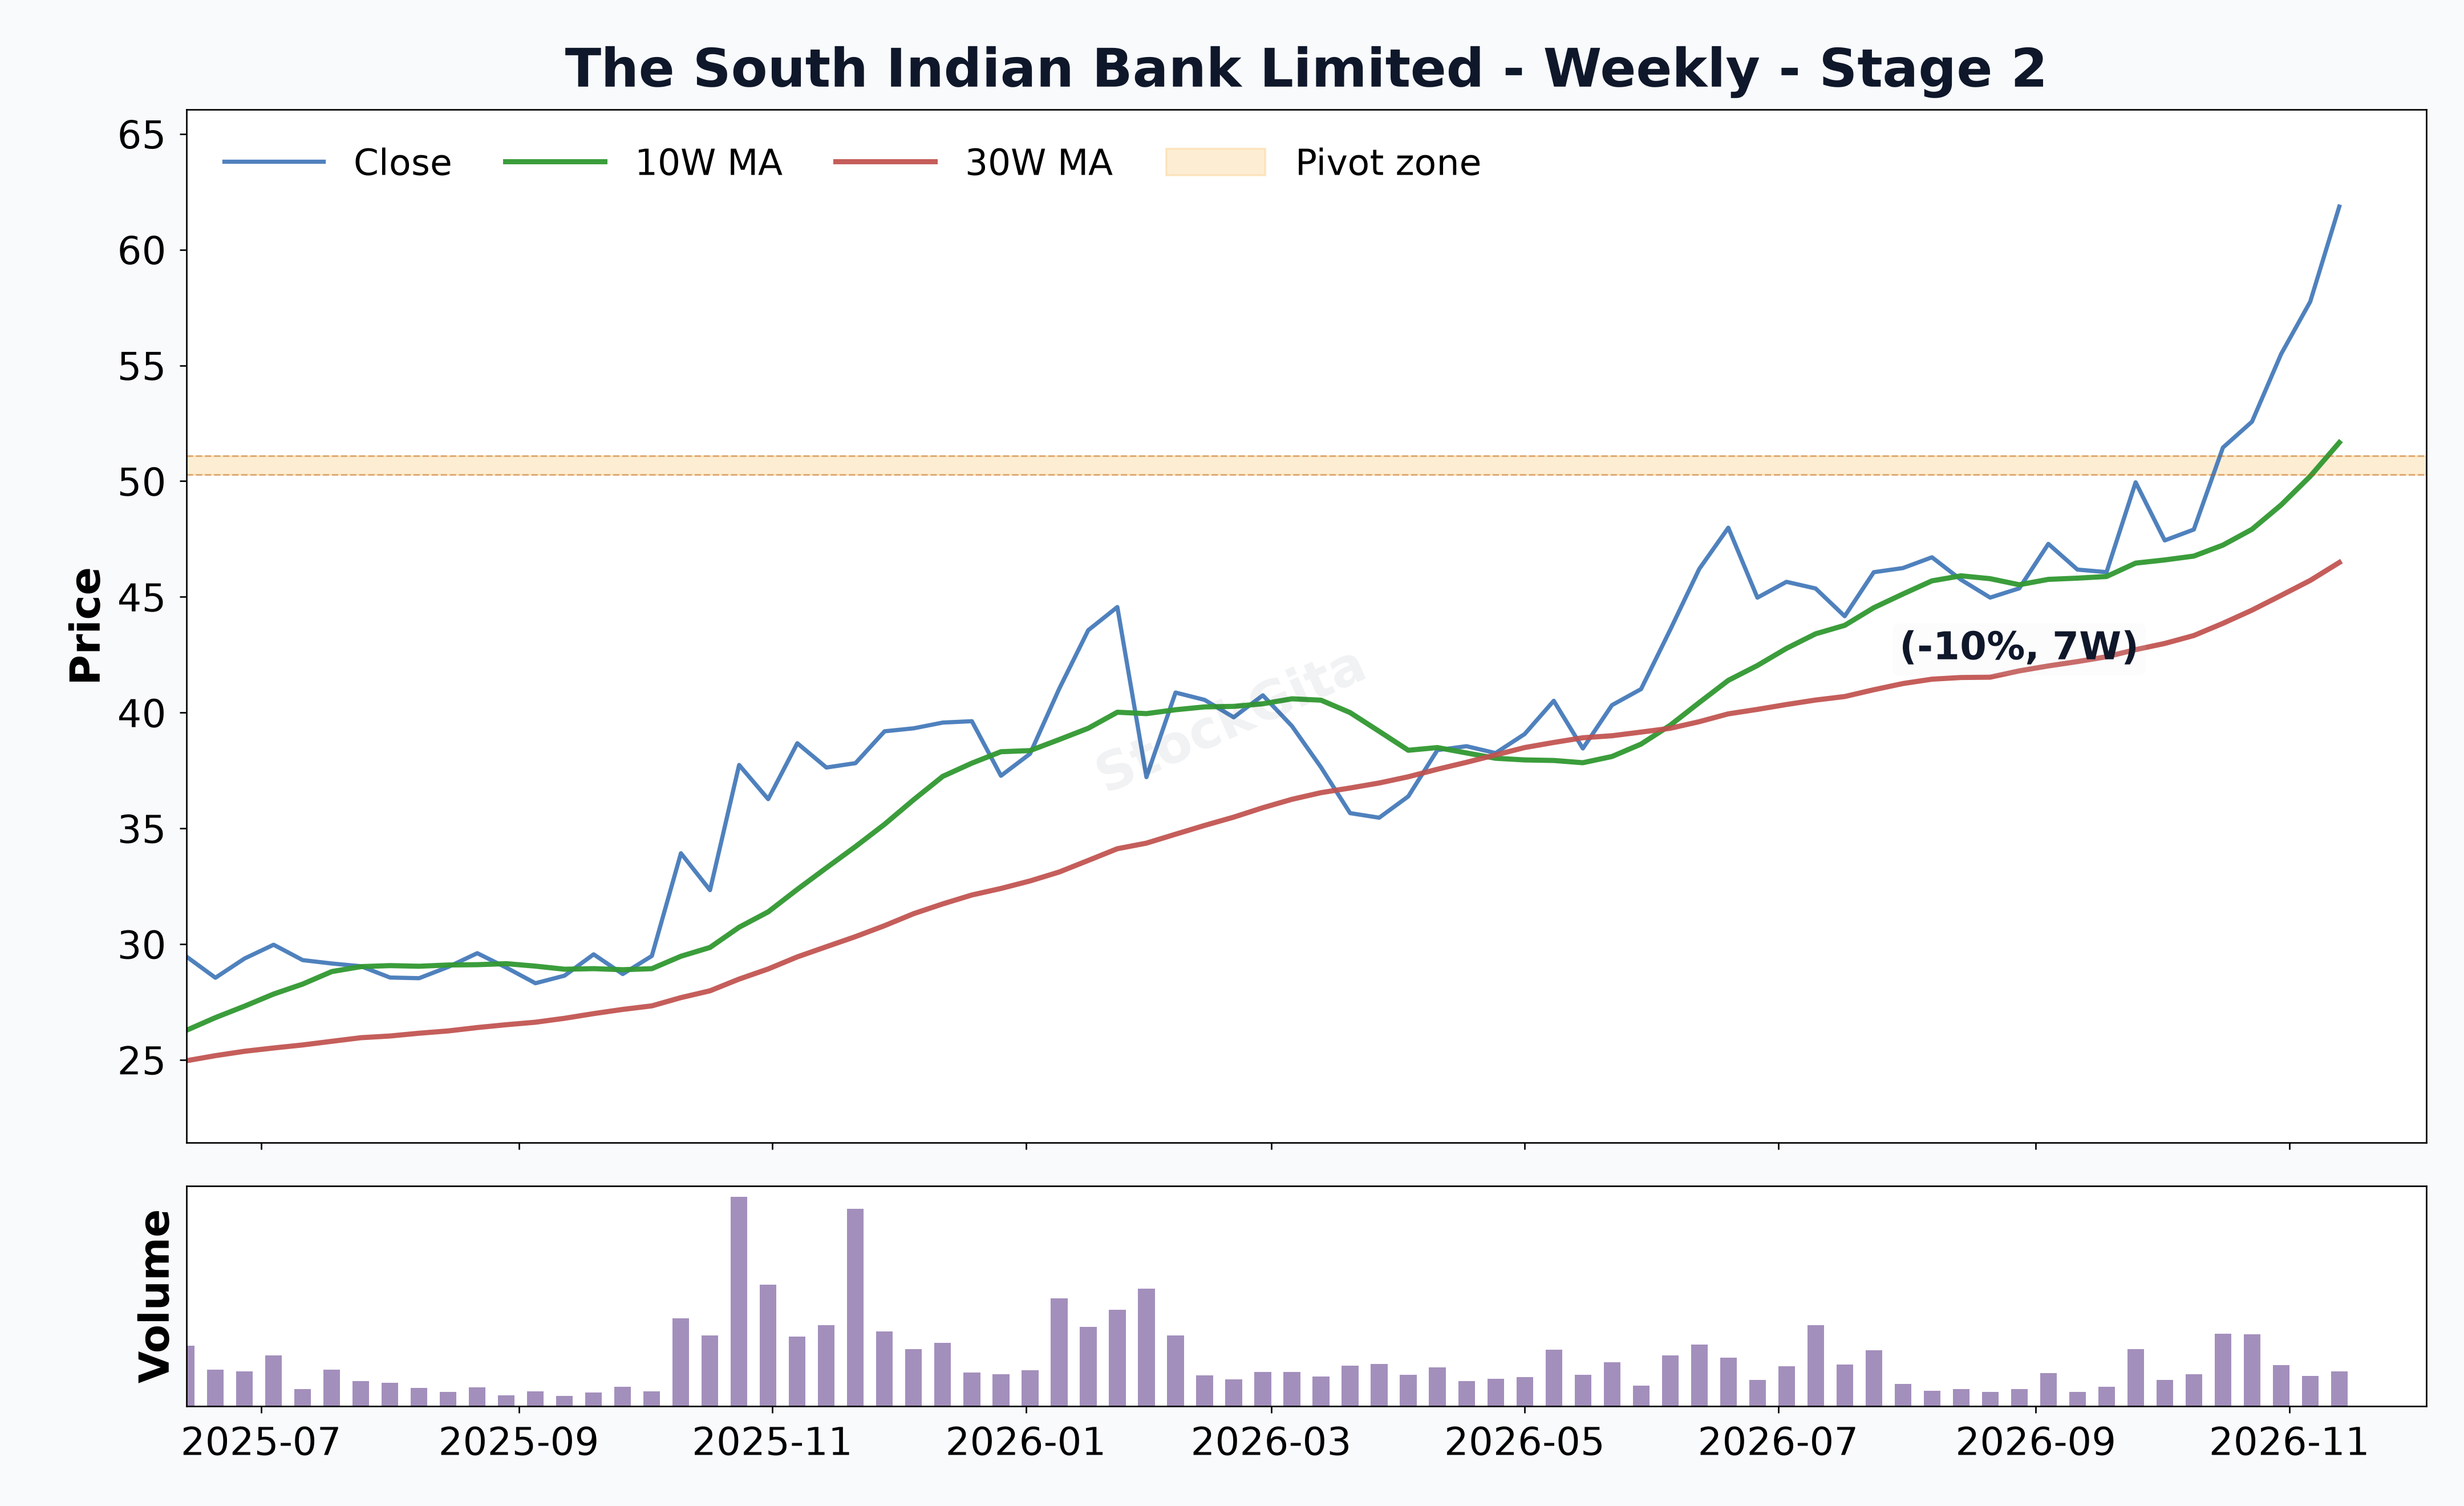 The South Indian Bank Limited - Weekly - Stage 2
Close 10W MA 30W MA Pivot zone
65
60
55
50
45
40
35
30
25
Price
(-10%, 7W)
StockGita
Volume
2025-07 2025-09 2025-11 2026-01 2026-03 2026-05 2026-07 2026-09 2026-11